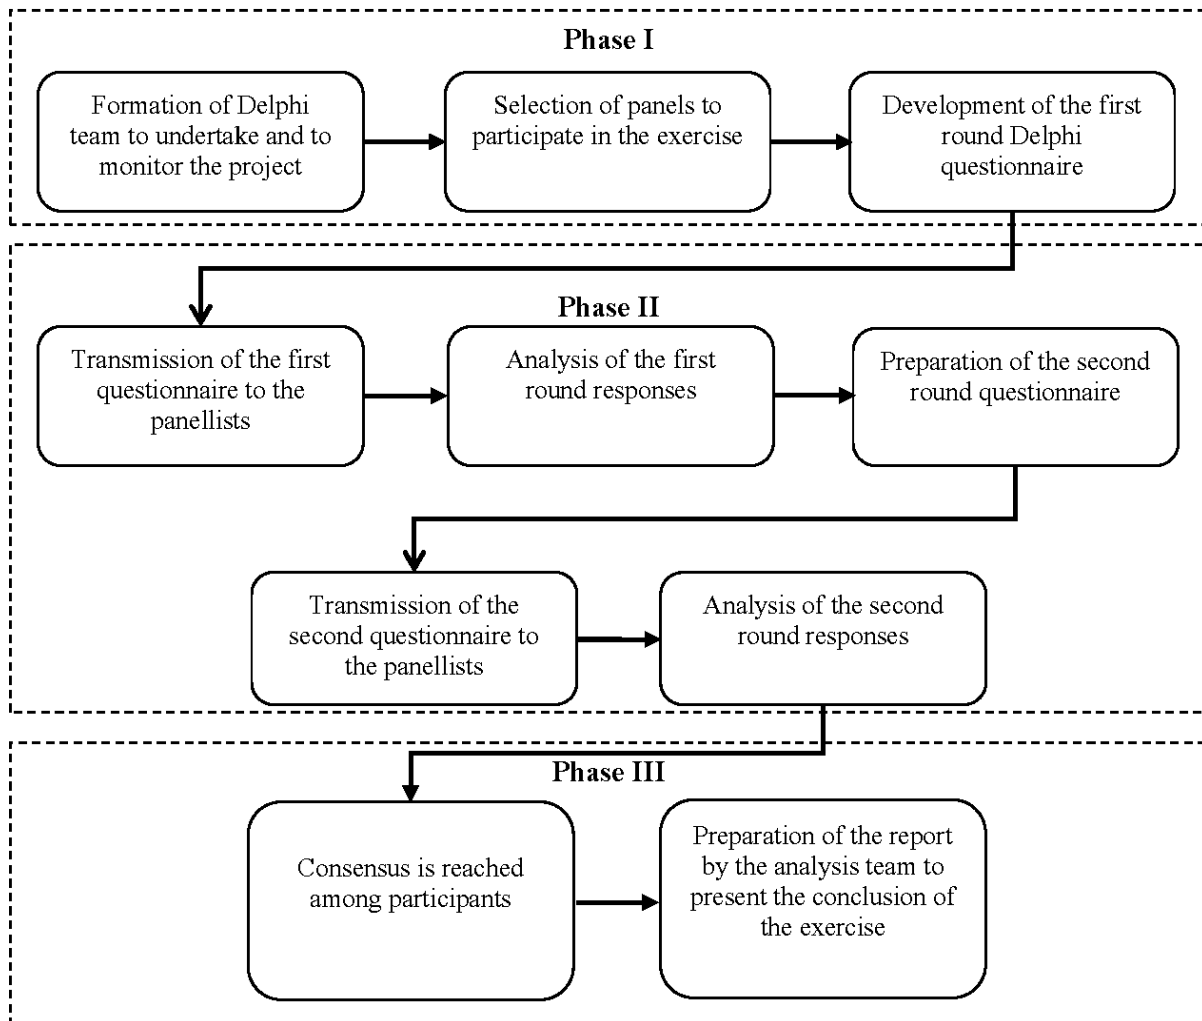 Phase I
Formation of Delphi
team to undertake and to
monitor the project
Selection of panels to
participate in the exercise
Development of the first
round Delphi
questionnaire
Phase II
Transmission of the first
questionnaire to the
panellists
Analysis of the first
round responses
Preparation of the second
round questionnaire
Transmission of the
second questionnaire to
the panellists
Analysis of the second
round responses
Phase III
Consensus is reached
among participants
Preparation of the report
by the analysis team to
present the conclusion of
the exercise